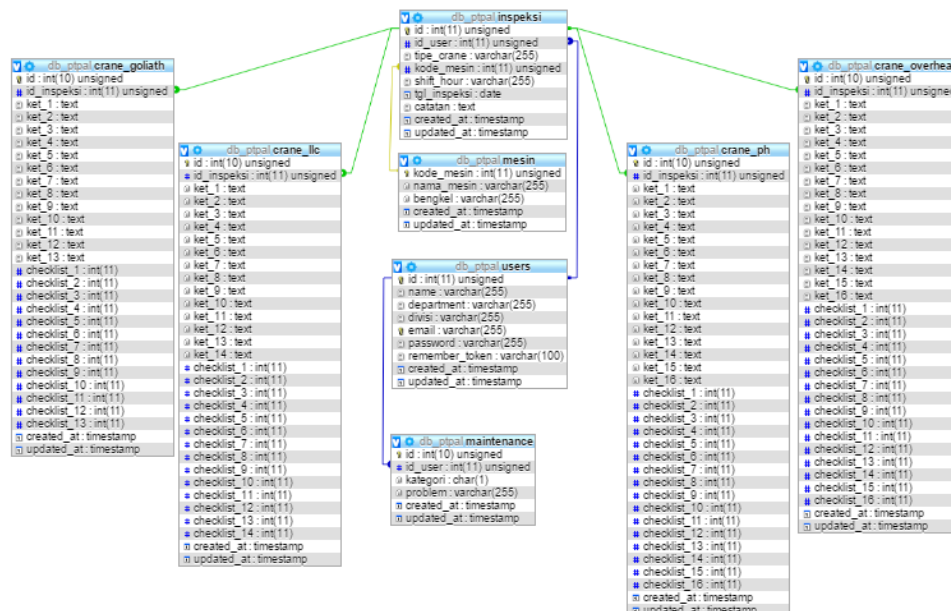 db_ptpal.inspeksi
id : int(11) unsigned
id_user : int(11) unsigned
tipe_crane : varchar(255)
kode_mesin : int(11) unsigned
shift_hour : varchar(255)
tgl_inspeksi : date
catatan : text
created_at : timestamp
updated_at : timestamp
db_ptpal.crane_goliath
id : int(10) unsigned
id_inspeksi : int(11) unsigned
ket_1 : text
ket_2 : text
ket_3 : text
ket_4 : text
ket_5 : text
ket_6 : text
ket_7 : text
ket_8 : text
ket_9 : text
ket_10 : text
ket_11 : text
ket_12 : text
ket_13 : text
checklist_1 : int(11)
checklist_2 : int(11)
checklist_3 : int(11)
checklist_4 : int(11)
checklist_5 : int(11)
checklist_6 : int(11)
checklist_7 : int(11)
checklist_8 : int(11)
checklist_9 : int(11)
checklist_10 : int(11)
checklist_11 : int(11)
checklist_12 : int(11)
checklist_13 : int(11)
created_at : timestamp
updated_at : timestamp
db_ptpal.crane_llc
id : int(10) unsigned
id_inspeksi : int(11) unsigned
ket_1 : text
ket_2 : text
ket_3 : text
ket_4 : text
ket_5 : text
ket_6 : text
ket_7 : text
ket_8 : text
ket_9 : text
ket_10 : text
ket_11 : text
ket_12 : text
ket_13 : text
ket_14 : text
checklist_1 : int(11)
checklist_2 : int(11)
checklist_3 : int(11)
checklist_4 : int(11)
checklist_5 : int(11)
checklist_6 : int(11)
checklist_7 : int(11)
checklist_8 : int(11)
checklist_9 : int(11)
checklist_10 : int(11)
checklist_11 : int(11)
checklist_12 : int(11)
checklist_13 : int(11)
checklist_14 : int(11)
created_at : timestamp
updated_at : timestamp
db_ptpal.mesin
kode_mesin : int(11) unsigned
nama_mesin : varchar(255)
bengkel : varchar(255)
created_at : timestamp
updated_at : timestamp
db_ptpal.users
id : int(11) unsigned
name : varchar(255)
department : varchar(255)
divisi : varchar(255)
email : varchar(255)
password : varchar(255)
remember_token : varchar(100)
created_at : timestamp
updated_at : timestamp
db_ptpal.maintenance
id : int(10) unsigned
id_user : int(11) unsigned
kategori : char(1)
problem : varchar(255)
created_at : timestamp
updated_at : timestamp
db_ptpal.crane_ph
id : int(10) unsigned
id_inspeksi : int(11) unsigned
ket_1 : text
ket_2 : text
ket_3 : text
ket_4 : text
ket_5 : text
ket_6 : text
ket_7 : text
ket_8 : text
ket_9 : text
ket_10 : text
ket_11 : text
ket_12 : text
ket_13 : text
ket_14 : text
ket_15 : text
ket_16 : text
checklist_1 : int(11)
checklist_2 : int(11)
checklist_3 : int(11)
checklist_4 : int(11)
checklist_5 : int(11)
checklist_6 : int(11)
checklist_7 : int(11)
checklist_8 : int(11)
checklist_9 : int(11)
checklist_10 : int(11)
checklist_11 : int(11)
checklist_12 : int(11)
checklist_13 : int(11)
checklist_14 : int(11)
checklist_15 : int(11)
checklist_16 : int(11)
created_at : timestamp
updated_at : timestamp
db_ptpal.crane_overhea
id : int(10) unsigned
id_inspeksi : int(11) unsigned
ket_1 : text
ket_2 : text
ket_3 : text
ket_4 : text
ket_5 : text
ket_6 : text
ket_7 : text
ket_8 : text
ket_9 : text
ket_10 : text
ket_11 : text
ket_12 : text
ket_13 : text
ket_14 : text
ket_15 : text
ket_16 : text
checklist_1 : int(11)
checklist_2 : int(11)
checklist_3 : int(11)
checklist_4 : int(11)
checklist_5 : int(11)
checklist_6 : int(11)
checklist_7 : int(11)
checklist_8 : int(11)
checklist_9 : int(11)
checklist_10 : int(11)
checklist_11 : int(11)
checklist_12 : int(11)
checklist_13 : int(11)
checklist_14 : int(11)
checklist_15 : int(11)
checklist_16 : int(11)
created_at : timestamp
updated_at : timestamp